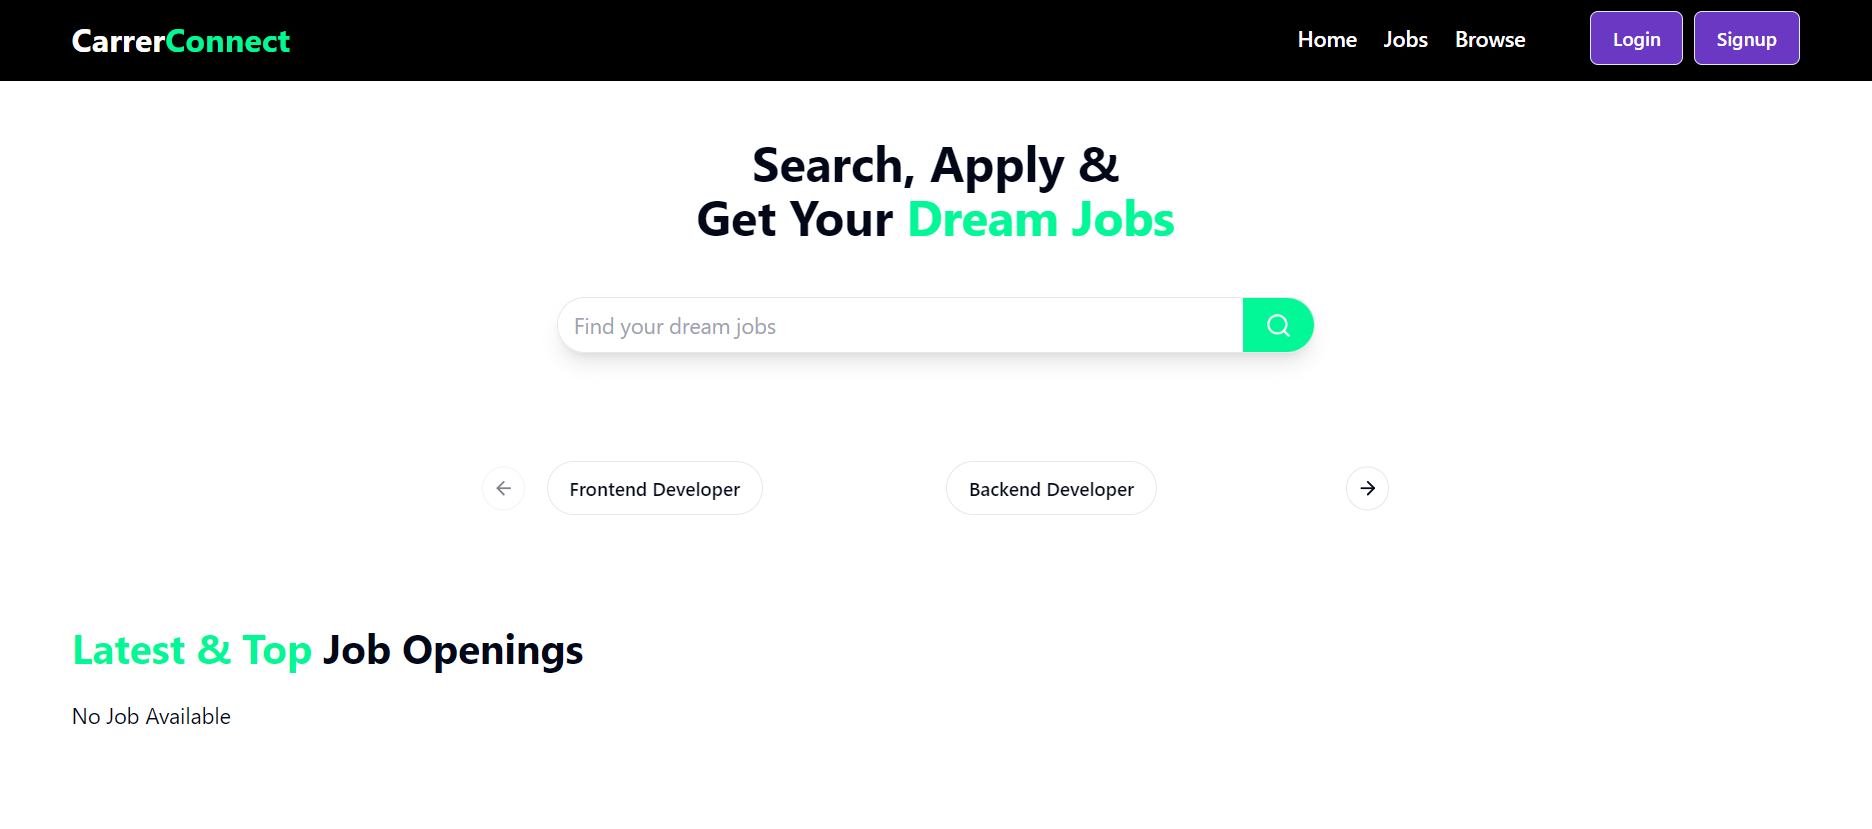 CarrerConnect
Home Jobs Browse Login Signup
Search, Apply &
Get Your Dream Jobs
Find your dream jobs
Frontend Developer Backend Developer
Latest & Top Job Openings
No Job Available